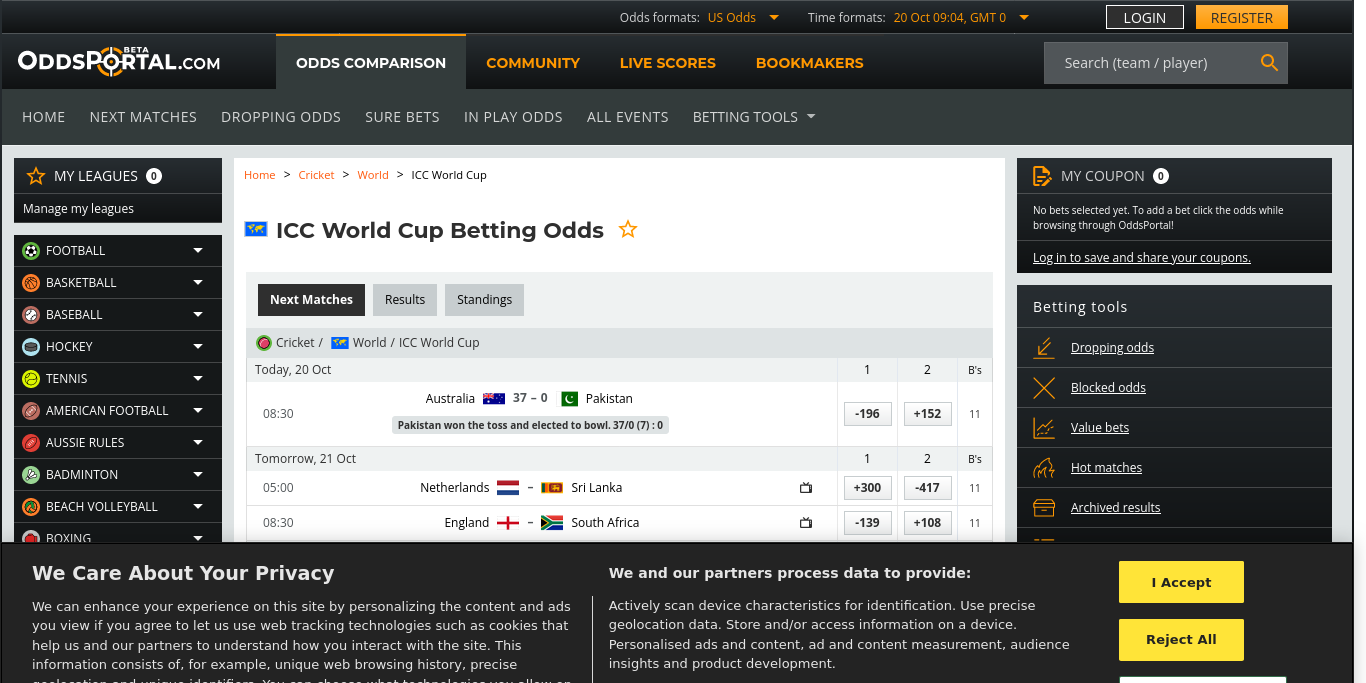 Odds formats: US Odds Time formats: 20 Oct 09:04, GMT 0 LOGIN REGISTER
ODDSPORTAL.COM BETA
ODDS COMPARISON COMMUNITY LIVE SCORES BOOKMAKERS Search (team / player)
HOME NEXT MATCHES DROPPING ODDS SURE BETS IN PLAY ODDS ALL EVENTS BETTING TOOLS
MY LEAGUES 0
Manage my leagues
FOOTBALL
BASKETBALL
BASEBALL
HOCKEY
TENNIS
AMERICAN FOOTBALL
AUSSIE RULES
BADMINTON
BEACH VOLLEYBALL
BOXING
Home > Cricket > World > ICC World Cup
ICC World Cup Betting Odds
Next Matches Results Standings
Cricket / World / ICC World Cup
Today, 20 Oct 1 2 B's
08:30 Australia 37 – 0 Pakistan -196 +152 11
Pakistan won the toss and elected to bowl. 37/0 (7) : 0
Tomorrow, 21 Oct 1 2 B's
05:00 Netherlands – Sri Lanka +300 -417 11
08:30 England – South Africa -139 +108 11
MY COUPON 0
No bets selected yet. To add a bet click the odds while
browsing through OddsPortal!
Log in to save and share your coupons.
Betting tools
Dropping odds
Blocked odds
Value bets
Hot matches
Archived results
We Care About Your Privacy
We can enhance your experience on this site by personalizing the content and ads
you view if you agree to let us use web tracking technologies such as cookies that
help us and our partners to understand how you interact with the site. This
information consists of, for example, unique web browsing history, precise
We and our partners process data to provide:
Actively scan device characteristics for identification. Use precise
geolocation data. Store and/or access information on a device.
Personalised ads and content, ad and content measurement, audience
insights and product development.
I Accept
Reject All